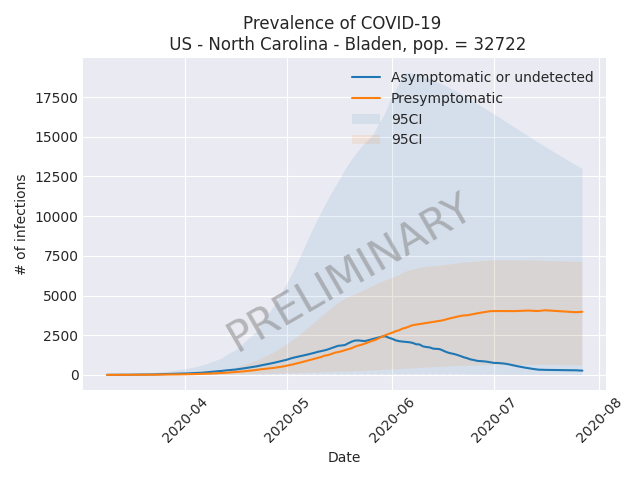 Prevalence of COVID-19
US - North Carolina - Bladen, pop. = 32722
Asymptomatic or undetected
Presymptomatic
95CI
95CI
17500
15000
12500
10000
7500
5000
2500
0
# of infections
PRELIMINARY
2020-04
2020-05
2020-06
2020-07
2020-08
Date